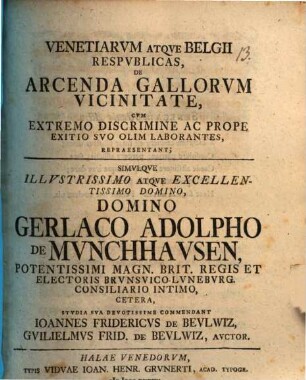 13.
VENETIARVM ATQVE BELGII
RESPVBLICAS,
DE
ARCENDA GALLORVM
VICINITATE,
CVM
EXTREMO DISCRIMINE AC PROPE
EXITIO SVO OLIM LABORANTES,
REPRAESENTANT;
SIMVLQVE
ILLVSTRISSIMO ATQVE EXCELLEN-
TISSIMO DOMINO,
DOMINO
GERLACO ADOLPHO
DE MVNCHHAVSEN,
POTENTISSIMI MAGN. BRIT. REGIS ET
ELECTORIS BRVNSVICO-LVNEBVRG.
CONSILIARIO INTIMO,
CETERA,
STVDIA SVA DEVOTISSIME COMMENDANT
IOANNES FRIDERICVS DE BEVLWIZ,
GVILIELMVS FRID. DE BEVLWIZ, AVCTOR.
HALAE VENEDORVM,
TYPIS VIDVAE IOAN. HENR. GRVNERTI, ACAD. TYPOGR.